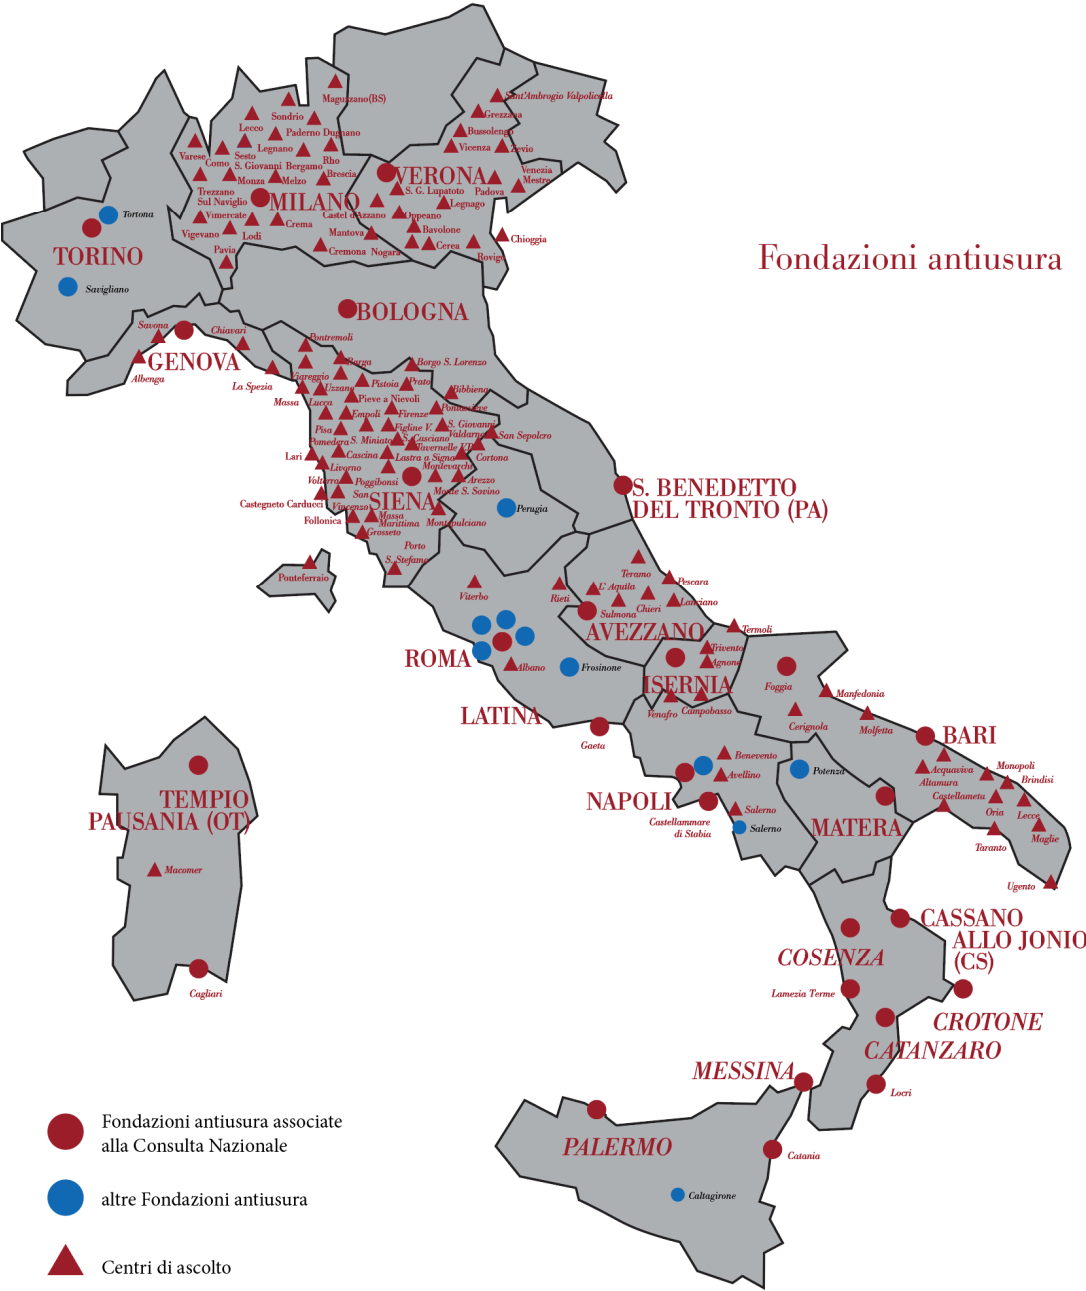 Maguzzano(BS)
Sant'Ambrogio Valpolicella
Sondrio
Grezzana
Lecco
Paderno Dugnano
Bussolengo
Varese
Sesto
S. Giovanni
Legnano
Rho
Vicenza
Zevio
Como
Bergamo
Brescia
Venezia
Mestre
Monza
Melzo
VERONA
Trezzano
Sul Naviglio
MILANO
S. G. Lupatoto
Padova
Legnago
Tortona
Vimercate
Castel d'Azzano
Oppeano
Vigevano
Lodi
Crema
Mantova
Bavolone
Chioggia
TORINO
Pavia
Cremona
Nogara
Cerea
Rovigo
Fondazioni antiusura
Savigliano
BOLOGNA
Savona
Chiavari
Pontremoli
GENOVA
Albenga
La Spezia
Barga
Borgo S. Lorenzo
Viareggio
Massa
Lucca
Uzzano
Pistoia
Prato
Bibbiena
Pieve a Nievoli
Empoli
Firenze
Pontassieve
Pisa
Figline V.
S. Giovanni
Valdarno
San Sepolcro
Pomedera
S. Miniato
S. Casciano
Tavernelle V.P.
Lari
Cascina
Lastra a Signa
Cortona
Livorno
Montevarchi
Volterra
Poggibonsi
Arezzo
Castegneto Carducci
San
Vincenzo
SIENA
Monte S. Savino
Follonica
Massa
Marittima
Montepulciano
Perugia
Grosseto
Porto
S. Stefamo
Ponteferraio
S. BENEDETTO
DEL TRONTO (PA)
Viterbo
Rieti
Teramo
Pescara
L' Aquila
Sulmona
Chieri
Lanciano
AVEZZANO
Termoli
ROMA
Albano
Frosinone
Trivento
Agnone
ISERNIA
Venafro
Campobasso
Foggia
Manfedonia
LATINA
Gaeta
Cerignola
Molfetta
BARI
Benevento
Avellino
Potenza
Acquaviva
Altamura
Monopoli
Brindisi
NAPOLI
Castellammare
di Stabia
Salerno
Salerno
MATERA
Castellameta
Oria
Lecce
Maglie
Taranto
Ugento
TEMPIO
PAUSANIA (OT)
Macomer
Cagliari
CASSANO
ALLO JONIO
(CS)
COSENZA
Lamezia Terme
CROTONE
CATANZARO
MESSINA
Locri
PALERMO
Catania
Caltagirone
Fondazioni antiusura associate
alla Consulta Nazionale
altre Fondazioni antiusura
Centri di ascolto